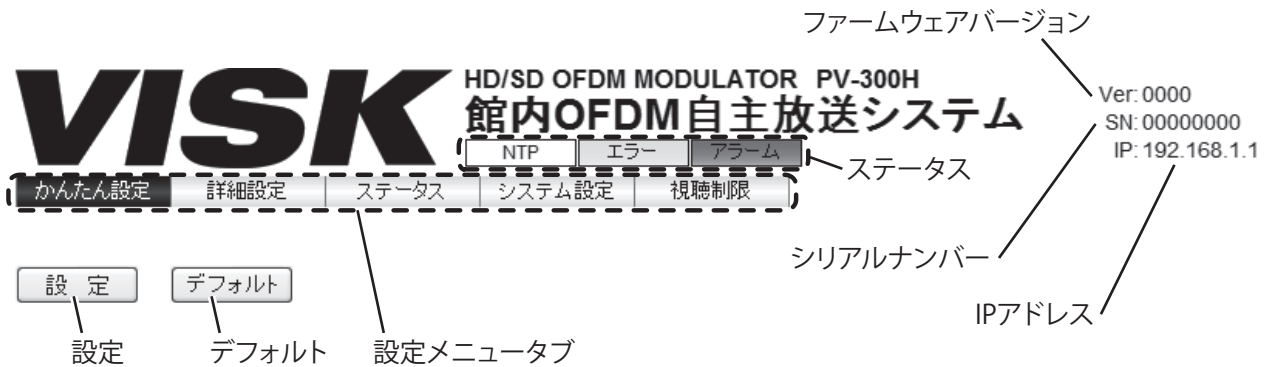 ファームウェアバージョン
VISK
HD/SD OFDM MODULATOR PV-300H
館内OFDM自主放送システム
Ver: 0000
SN: 00000000
IP: 192.168.1.1
NTP エラー アラーム
ステータス
かんたん設定 詳細設定 ステータス システム設定 視聴制限
シリアルナンバー
設 定 デフォルト
IPアドレス
設定 デフォルト 設定メニュータブ